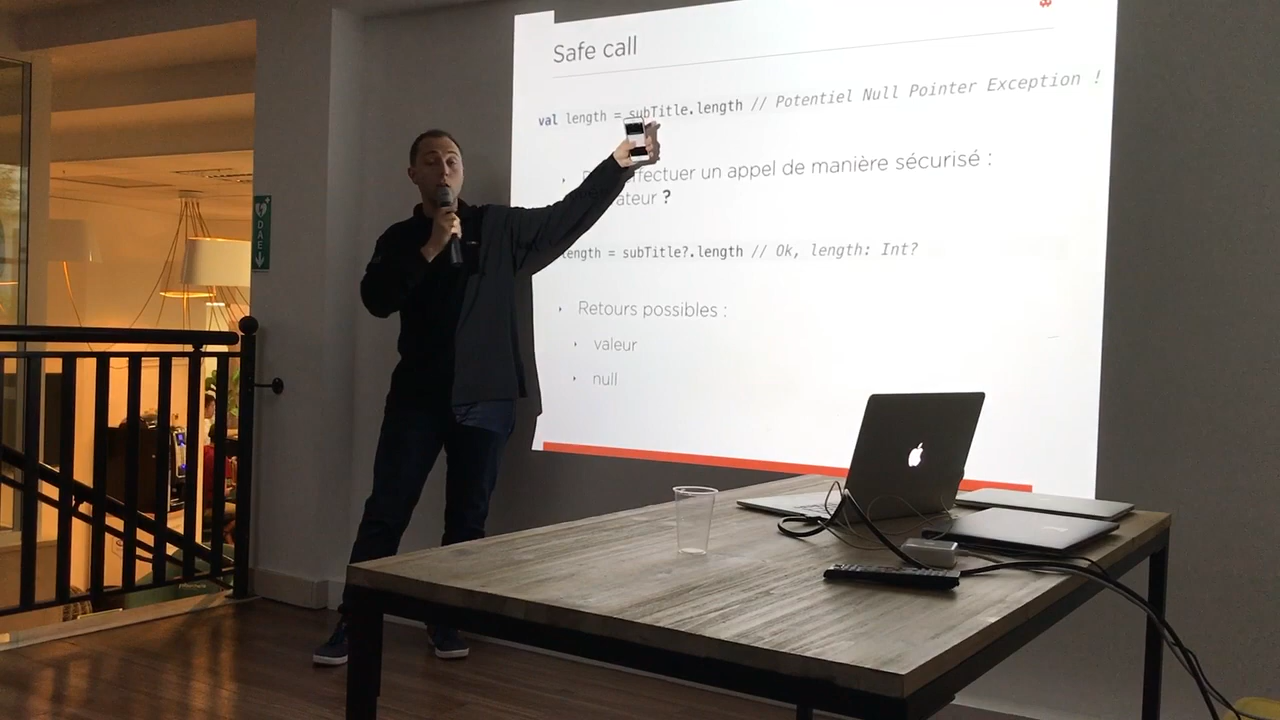 Safe call
val length = subTitle.length // Potentiel Null Pointer Exception !
effectuer un appel de manière sécurisé :
ateur ?
length = subTitle?.length // Ok, length: Int?
Retours possibles :
valeur
null
DAE